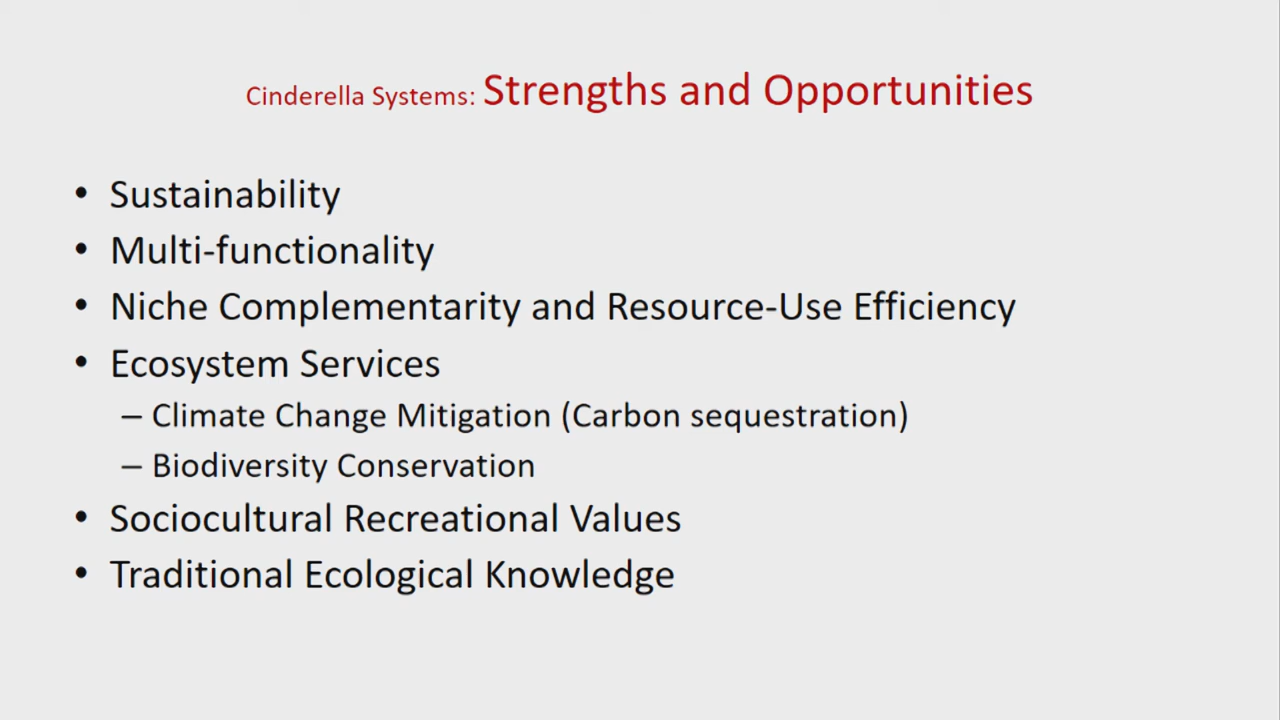 Cinderella Systems: Strengths and Opportunities
• Sustainability
• Multi-functionality
• Niche Complementarity and Resource-Use Efficiency
• Ecosystem Services
– Climate Change Mitigation (Carbon sequestration)
– Biodiversity Conservation
• Sociocultural Recreational Values
• Traditional Ecological Knowledge